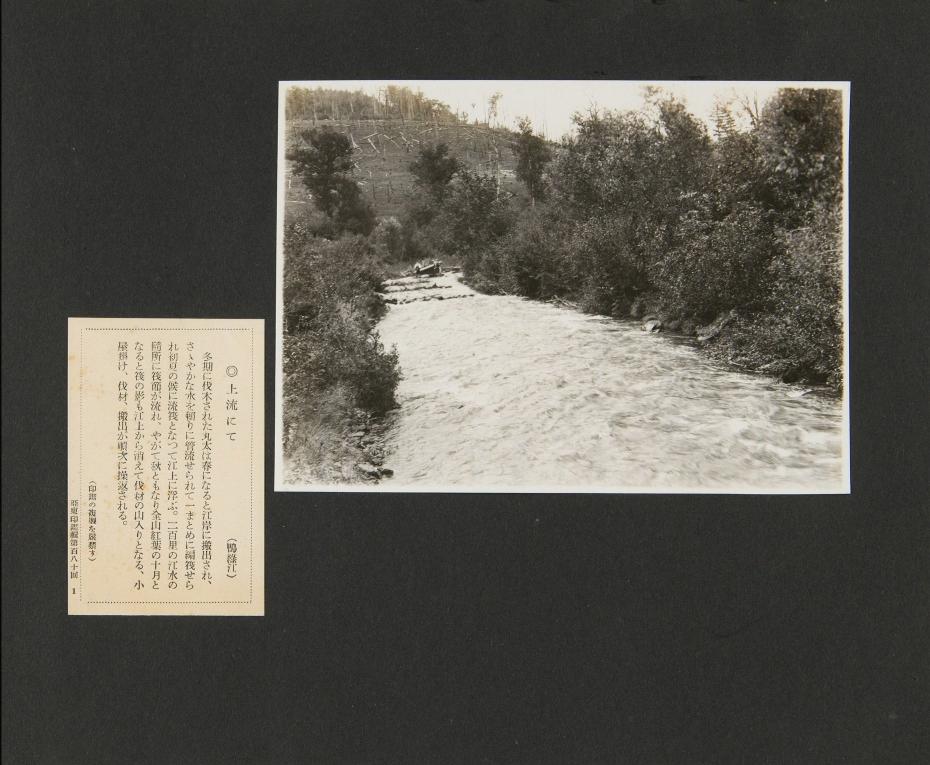 ◎上流にて
（鴨綠江）
冬期に伐木された丸太は春になると江岸に搬出され、
さゝやかな水を頼りに管流せられて一まとめに編筏せら
れ初夏の候に流筏となつて江上に浮ぶ。二百里の江水の
隨所に筏節が流れ、やがて秋ともなり全山紅葉の十月と
なると筏の影も江上から消えて伐材の山入りとなる、小
屋掛け、伐材、搬出が順次に操返される。
（印畫の複製を嚴禁す）
亞東印畫輯第百八十回 1